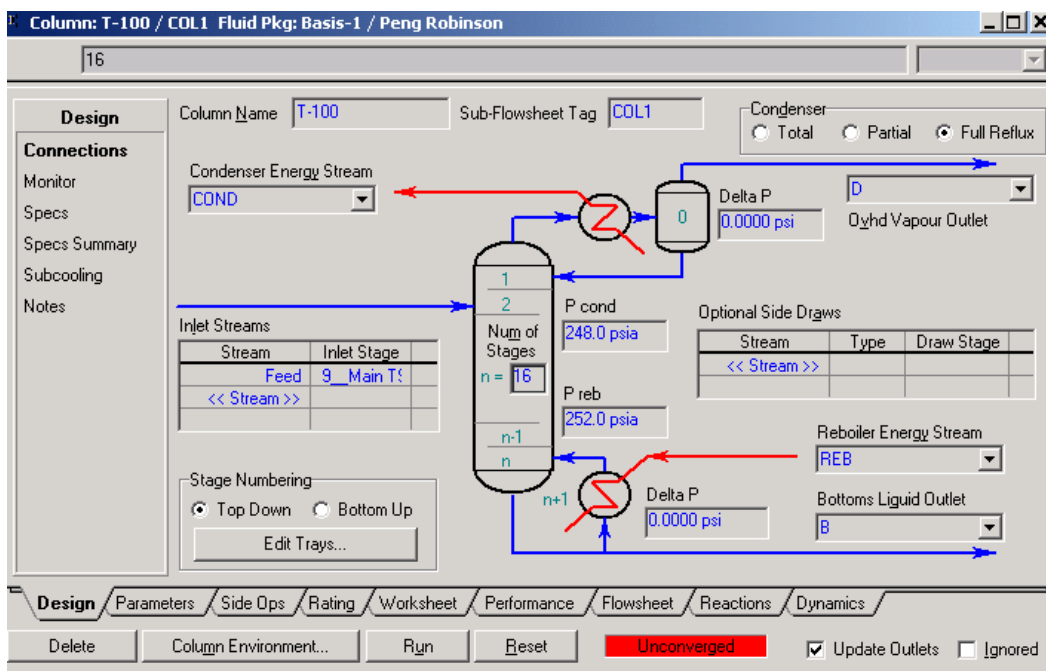 Column: T-100 / COL1 Fluid Pkg: Basis-1 / Peng Robinson
16
Design
Connections
Monitor
Specs
Specs Summary
Subcooling
Notes
Column Name T-100
Sub-Flowsheet Tag COL1
Condenser
Total Partial Full Reflux
Condenser Energy Stream
COND
Delta P
0.0000 psi
D
Ovhd Vapour Outlet
0
1
2
Num of
Stages
n = 16
n-1
n
n+1
P cond
248.0 psia
P reb
252.0 psia
Inlet Streams
Stream Inlet Stage
Feed 9__Main TS
<< Stream >>
Optional Side Draws
Stream Type Draw Stage
<< Stream >>
Stage Numbering
Top Down Bottom Up
Edit Trays...
Delta P
0.0000 psi
Reboiler Energy Stream
REB
Bottoms Liquid Outlet
B
Design Parameters Side Ops Rating Worksheet Performance Flowsheet Reactions Dynamics
Delete Column Environment... Run Reset Unconverged Update Outlets Ignored